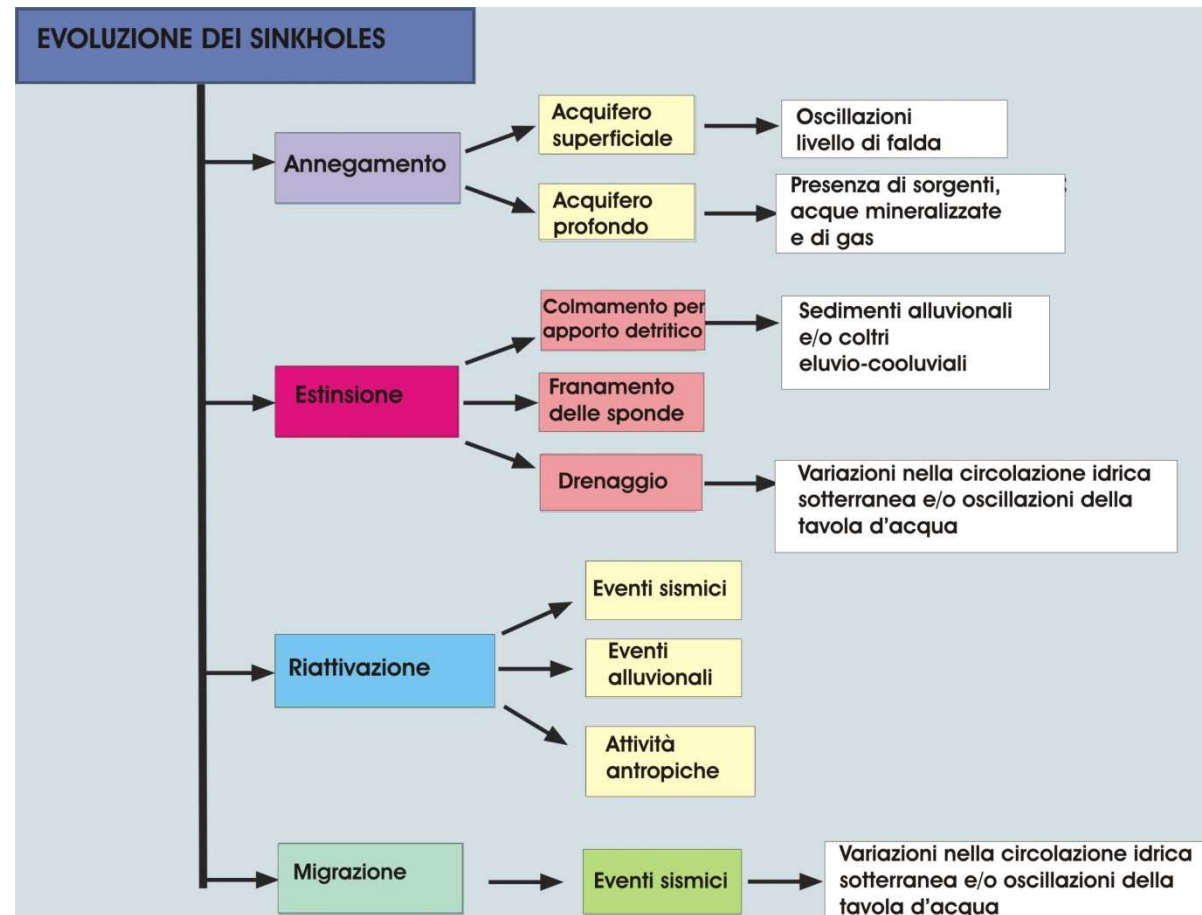 EVOLUZIONE DEI SINKHOLES
Annegamento
Acquifero
superficiale
Oscillazioni
livello di falda
Acquifero
profondo
Presenza di sorgenti,
acque mineralizzate
e di gas
Estinsione
Colmamento per
apporto detritico
Sedimenti alluvionali
e/o coltri
eluvio-cooluviali
Franamento
delle sponde
Drenaggio
Variazioni nella circolazione idrica
sotterranea e/o oscillazioni della
tavola d'acqua
Riattivazione
Eventi sismici
Eventi
alluvionali
Attività
antropiche
Migrazione
Eventi sismici
Variazioni nella circolazione idrica
sotterranea e/o oscillazioni della
tavola d'acqua